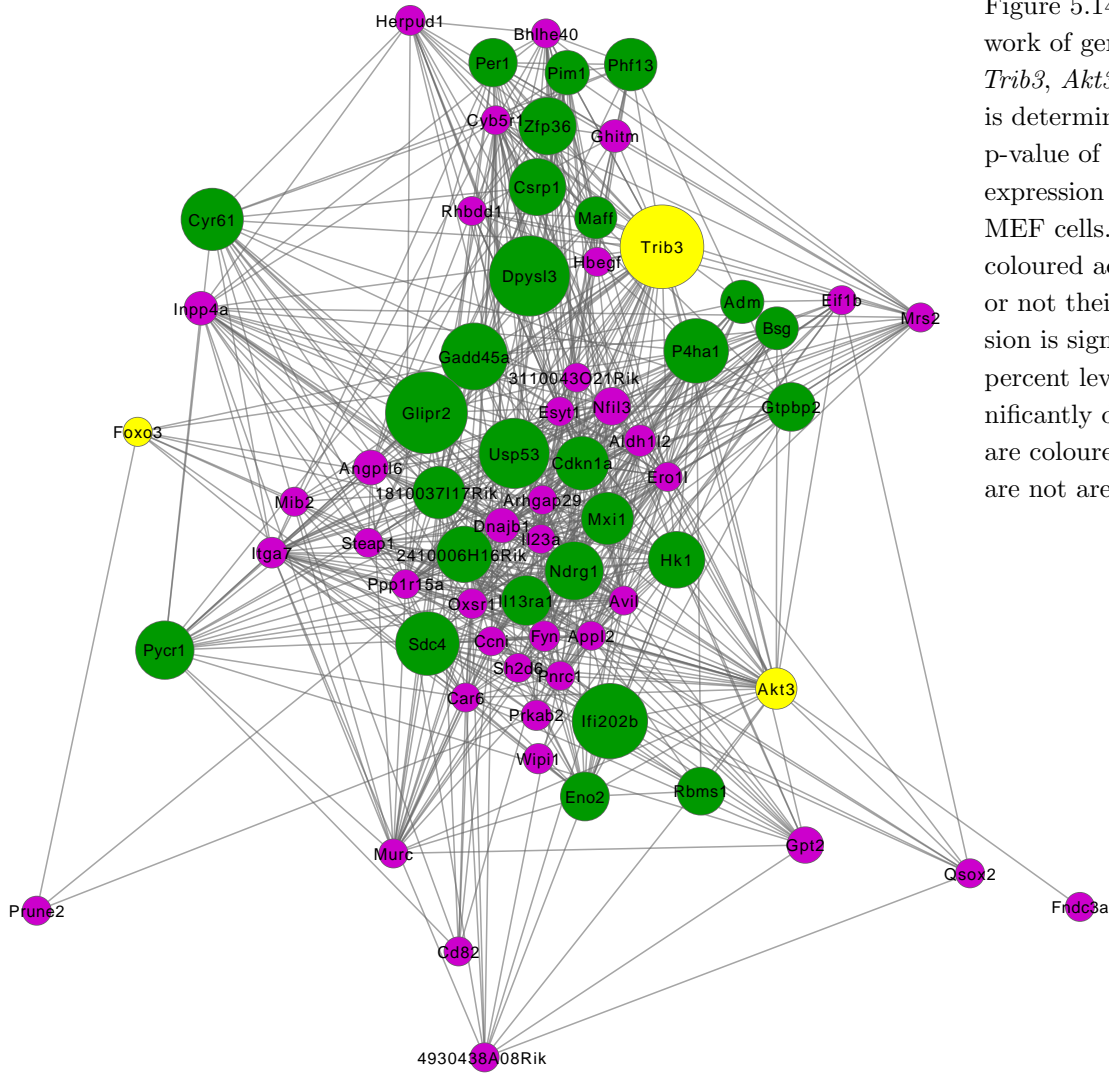 Herpud1
Bhlhe40
Per1
Pim1
Phf13
Cyb5r1
Zfp36
Ghitm
Csrp1
Rhbdd1
Maff
Cyr61
Trib3
Hbegf
Dpysl3
Inpp4a
Adm
Eif1b
Mrs2
Bsg
P4ha1
Gadd45a
3110043O21Rik
Glipr2
Esyt1
Nfil3
Gtpbp2
Foxo3
Aldh1l2
Usp53
Cdkn1a
Angptl6
Ero1l
1810037I17Rik
Mib2
Arhgap29
Mxi1
Dnajb1
Il23a
Steap1
Itga7
2410006H16Rik
Hk1
Ndrg1
Ppp1r15a
Oxsr1
Il13ra1
Avil
Pycr1
Sdc4
Ccni
Fyn
Appl2
Sh2d6
Pnrc1
Akt3
Car6
Prkab2
Ifi202b
Wipi1
Eno2
Rbms1
Murc
Gpt2
Qsox2
Prune2
Fndc3a
Cd82
4930438A08Rik
Figure 5.14
work of gen
Trib3, Akt3
is determin
p-value of
expression
MEF cells.
coloured ac
or not their
sion is sign
percent lev
nificantly c
are coloure
are not are